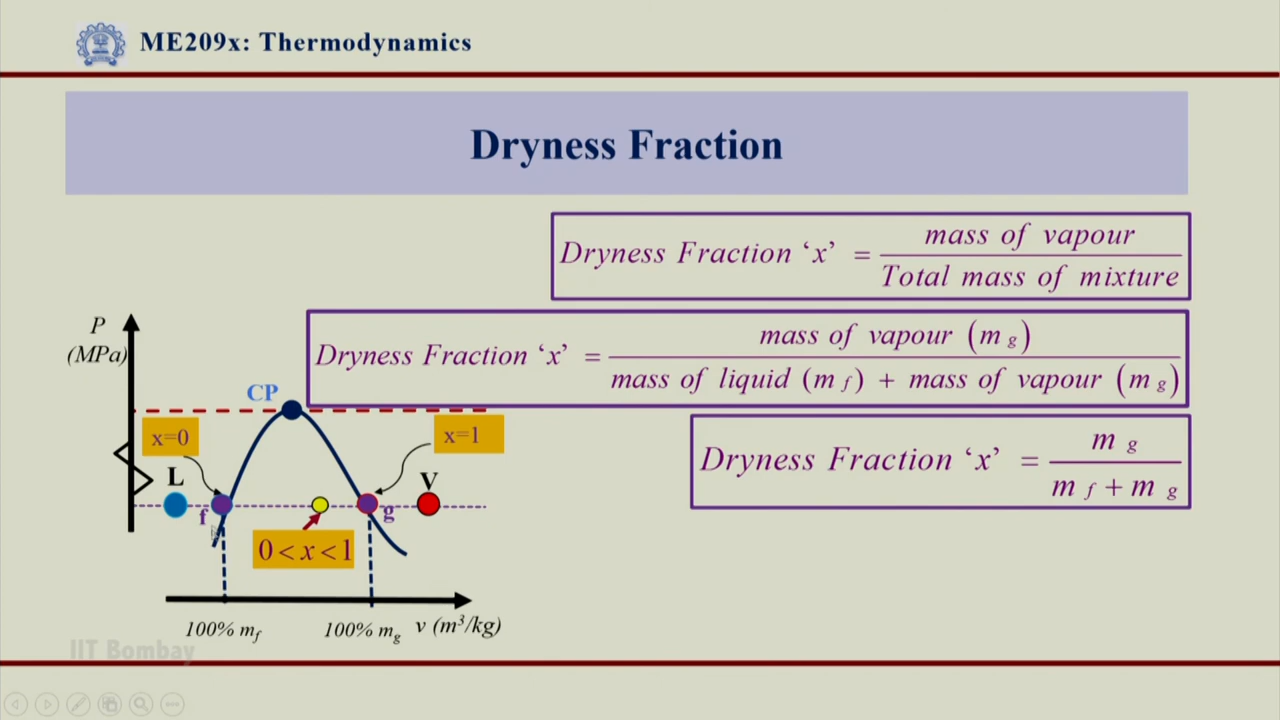 ME209x: Thermodynamics
Dryness Fraction
Dryness Fraction ‘x’ = mass of vapour / Total mass of mixture
Dryness Fraction ‘x’ = mass of vapour (m g) / mass of liquid (m f) + mass of vapour (m g)
Dryness Fraction ‘x’ = m g / m f + m g
P
(MPa)
CP
x=0
x=1
L
V
f
g
0 < x < 1
100% mf
100% mg
v (m³/kg)
IIT Bombay